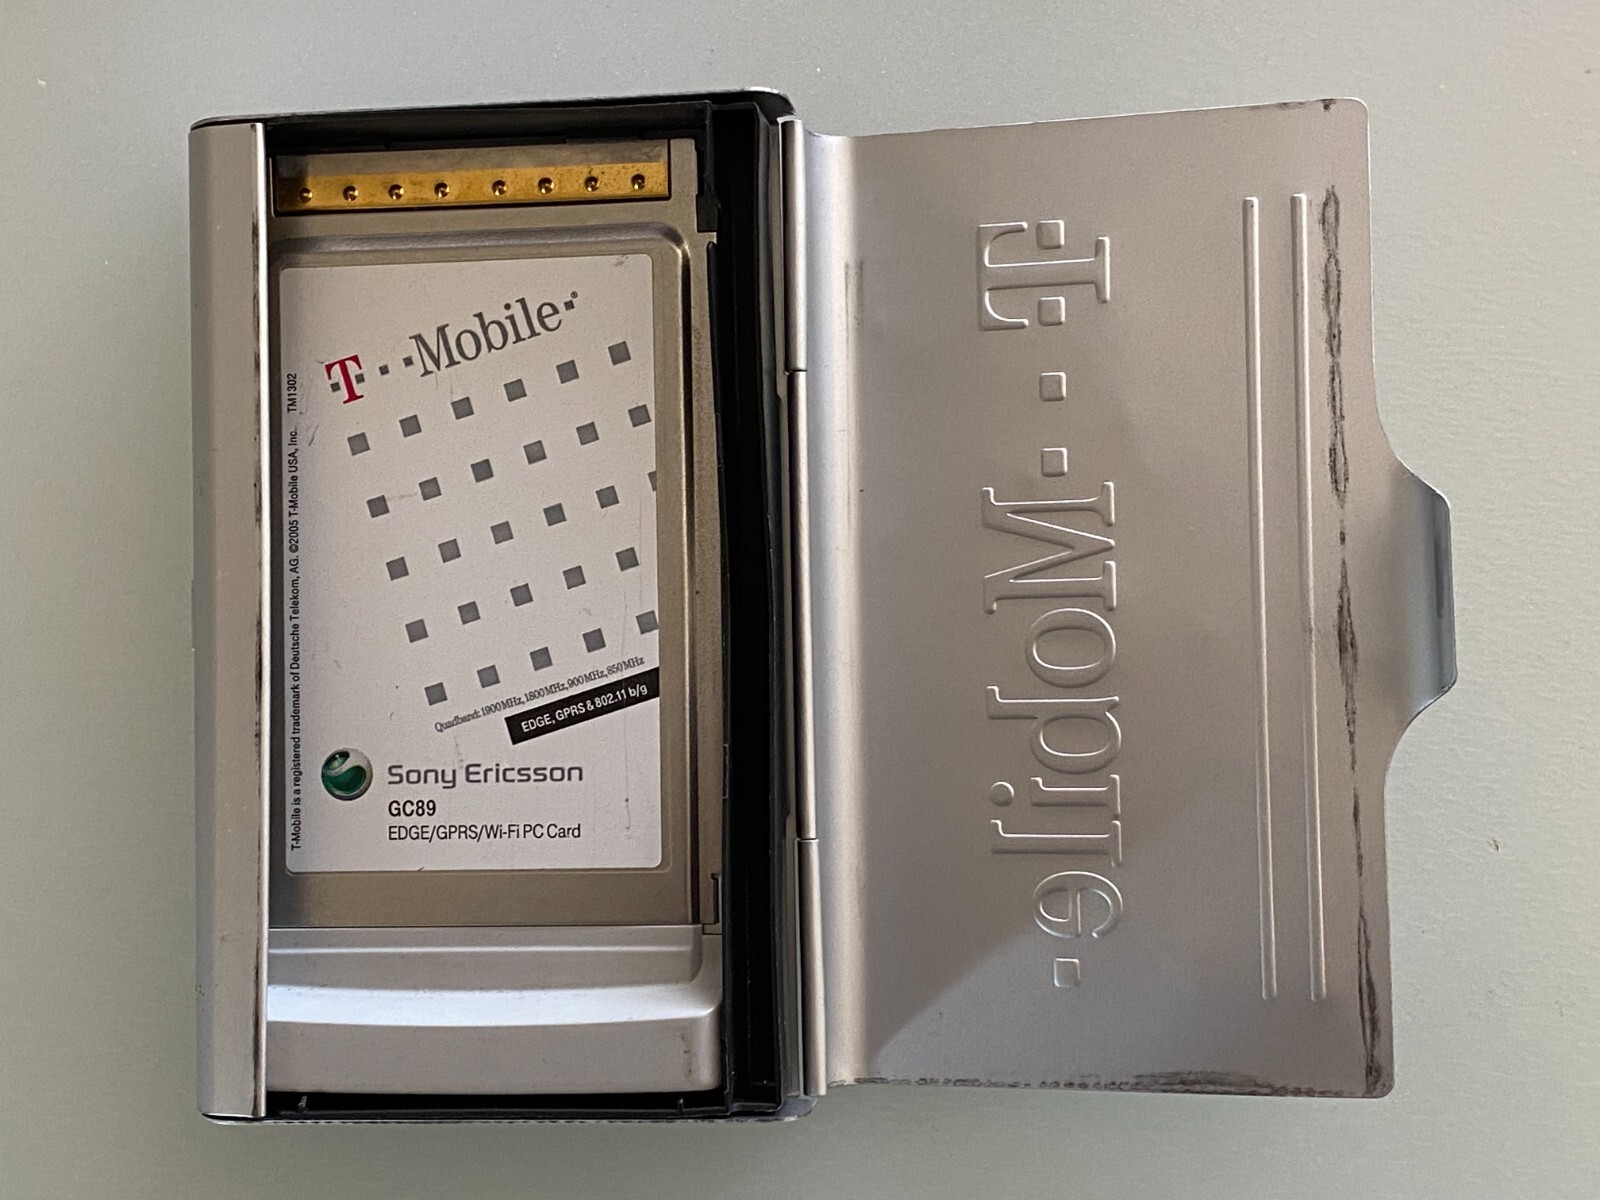 T··Mobile·
T-Mobile is a registered trademark of Deutsche Telekom, AG. ©2005 T-Mobile USA, Inc. TM1302
Quadband: 1900 MHz, 1800 MHz, 900 MHz, 850 MHz
EDGE, GPRS & 802.11 b/g
Sony Ericsson
GC89
EDGE/GPRS/Wi-Fi PC Card
T··Mobile·